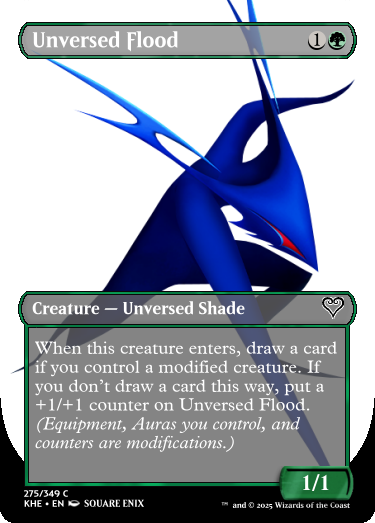 Unversed Flood 1
Creature — Unversed Shade
When this creature enters, draw a card
if you control a modified creature. If
you don't draw a card this way, put a
+1/+1 counter on Unversed Flood.
(Equipment, Auras you control, and
counters are modifications.)
1/1
275/349 C
KHE • EN SQUARE ENIX
™ and © 2025 Wizards of the Coast